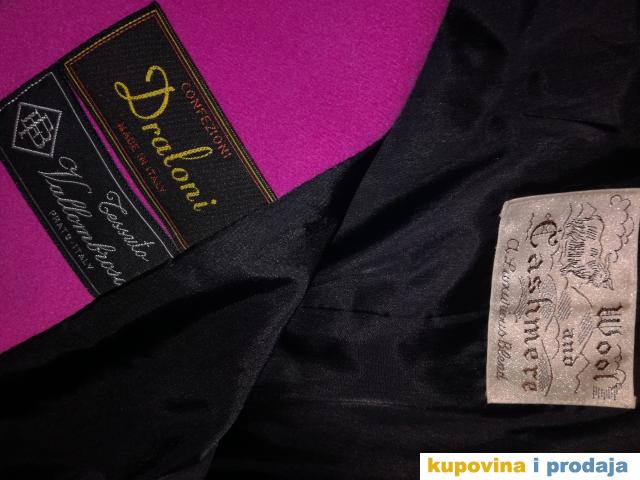 CONFEZIONI
Draloni
MADE IN ITALY
Tessuto
Vallombrosa
PRATO-ITALY
Wool
AND
Cashmere
A Luxurious Blend
kupovina i prodaja